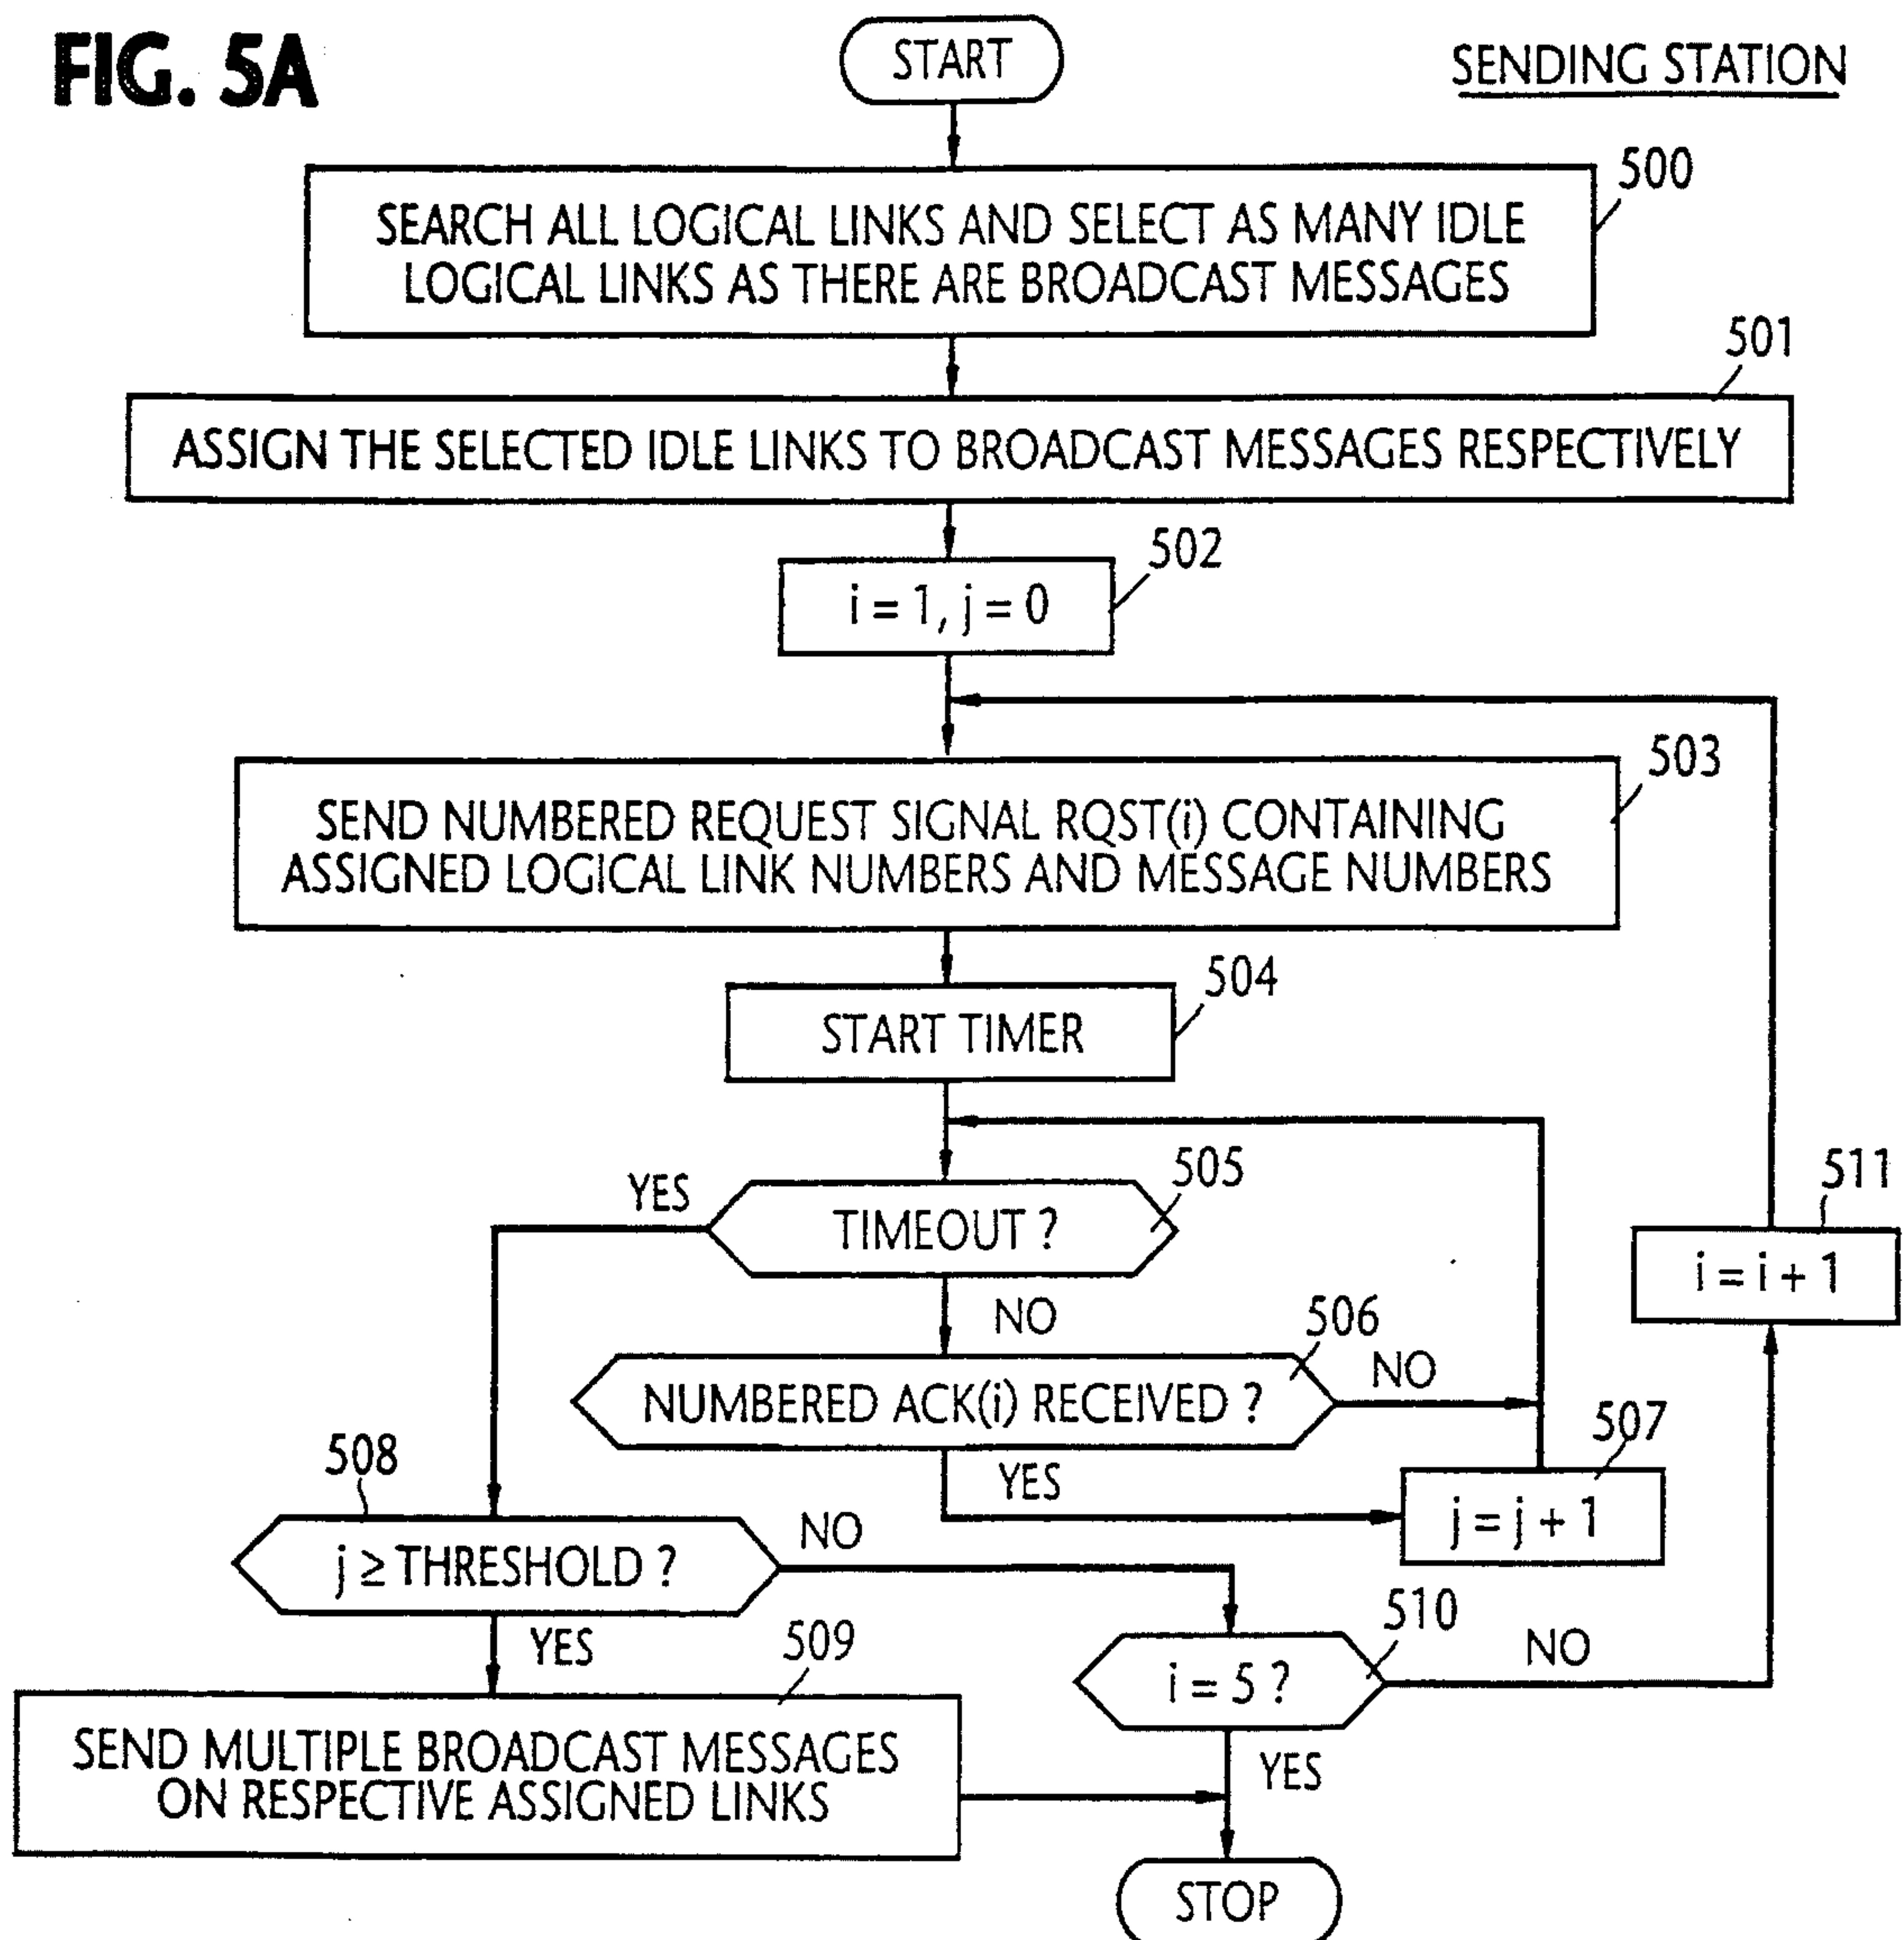 FIG. 5A
START
SENDING STATION
500
SEARCH ALL LOGICAL LINKS AND SELECT AS MANY IDLE
LOGICAL LINKS AS THERE ARE BROADCAST MESSAGES
501
ASSIGN THE SELECTED IDLE LINKS TO BROADCAST MESSAGES RESPECTIVELY
502
i = 1, j = 0
503
SEND NUMBERED REQUEST SIGNAL RQST(i) CONTAINING
ASSIGNED LOGICAL LINK NUMBERS AND MESSAGE NUMBERS
504
START TIMER
505
YES
TIMEOUT ?
511
i = i + 1
NO
506
NUMBERED ACK(i) RECEIVED ?
NO
507
YES
j = j + 1
508
j ≥ THRESHOLD ?
NO
YES
510
i = 5 ?
NO
509
SEND MULTIPLE BROADCAST MESSAGES
ON RESPECTIVE ASSIGNED LINKS
YES
STOP